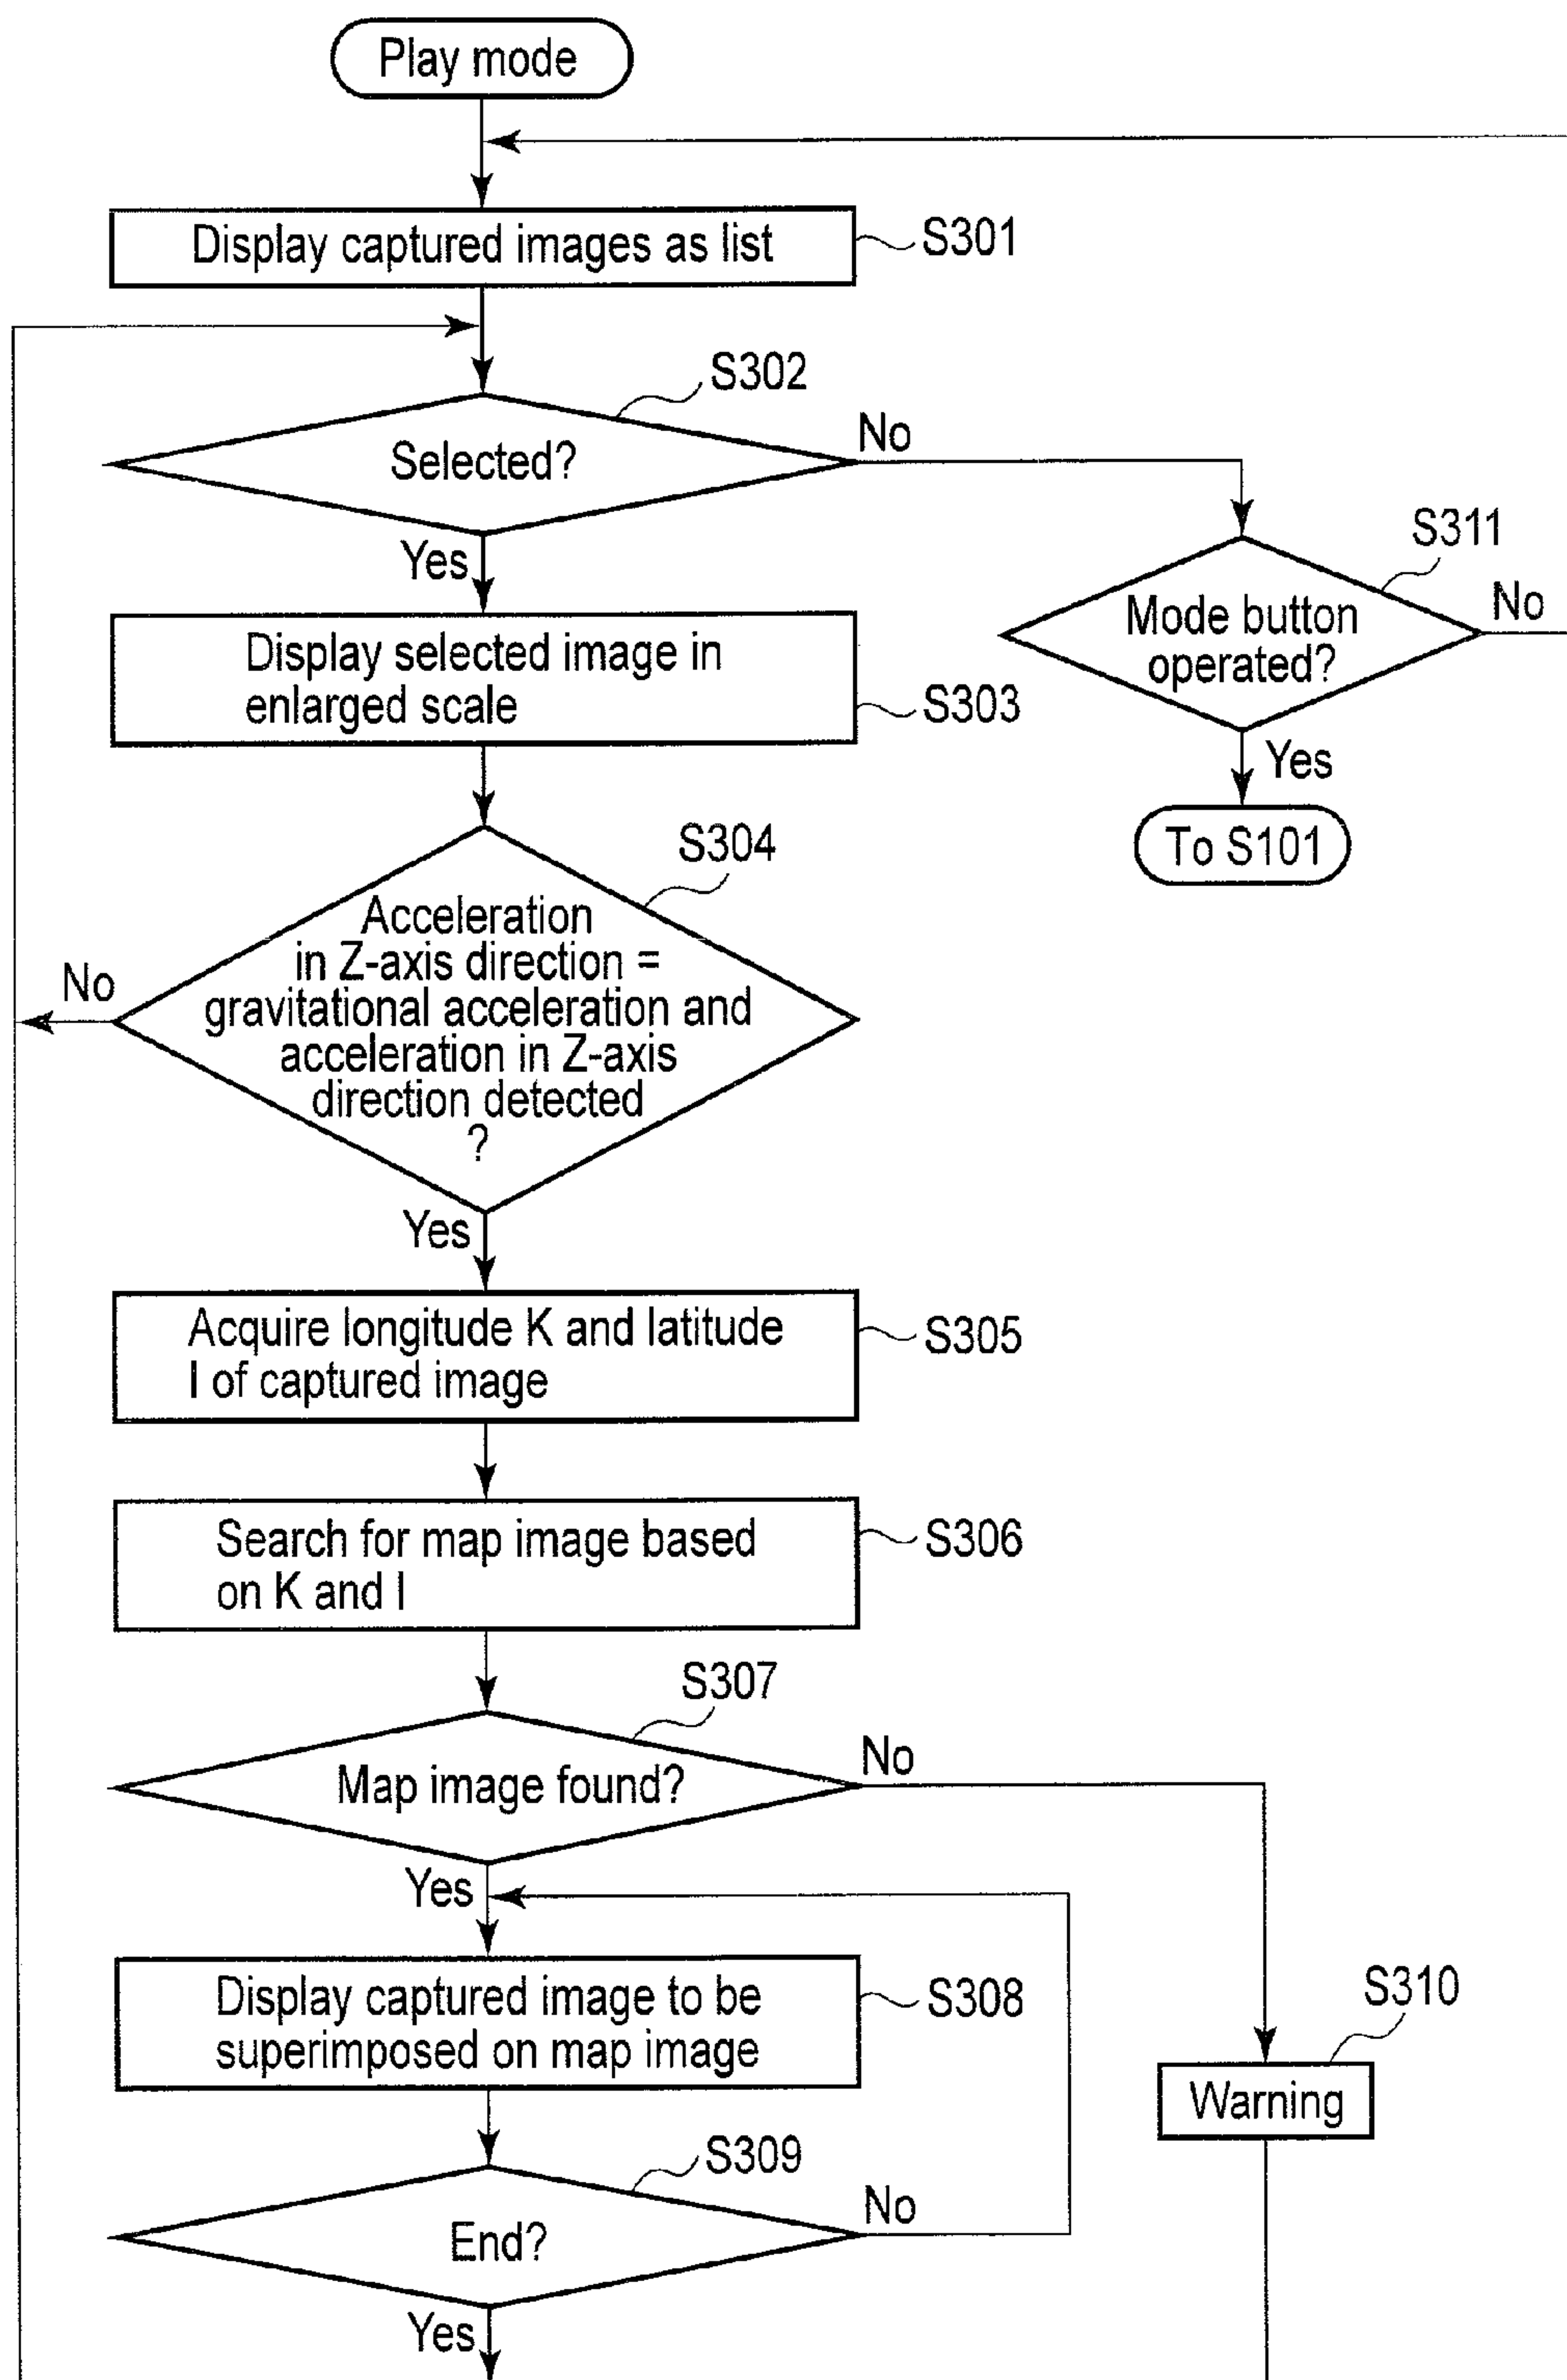 Play mode
Display captured images as list
S301
S302
Selected?
No
Yes
S311
Mode button
operated?
No
Yes
To S101
Display selected image in
enlarged scale
S303
S304
Acceleration
in Z-axis direction =
gravitational acceleration and
acceleration in Z-axis
direction detected
?
No
Yes
Acquire longitude K and latitude
I of captured image
S305
Search for map image based
on K and I
S306
S307
Map image found?
No
Yes
Display captured image to be
superimposed on map image
S308
S310
Warning
S309
End?
No
Yes